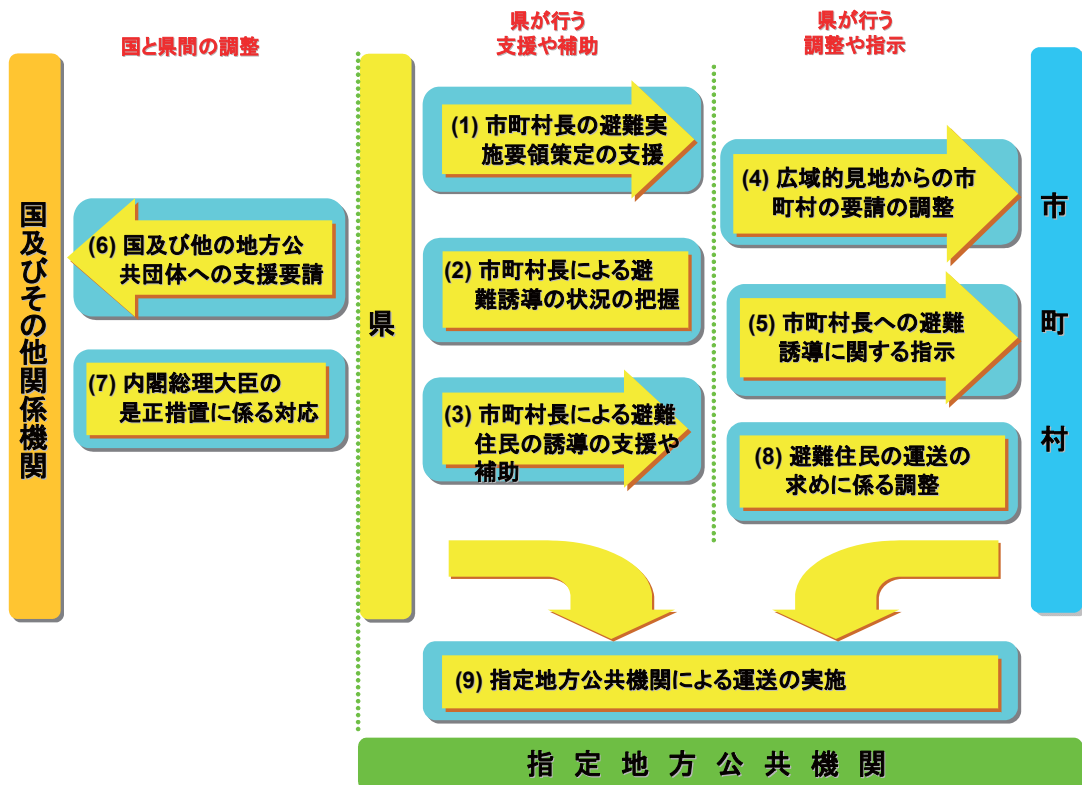 国と県間の調整
県が行う
支援や補助
県が行う
調整や指示
国及びその他関係機関
県
市町村
(1) 市町村長の避難実
施要領策定の支援
(2) 市町村長による避
難誘導の状況の把握
(3) 市町村長による避難
住民の誘導の支援や
補助
(4) 広域的見地からの市
町村の要請の調整
(5) 市町村長への避難
誘導に関する指示
(6) 国及び他の地方公
共団体への支援要請
(7) 内閣総理大臣の
是正措置に係る対応
(8) 避難住民の運送の
求めに係る調整
(9) 指定地方公共機関による運送の実施
指定地方公共機関